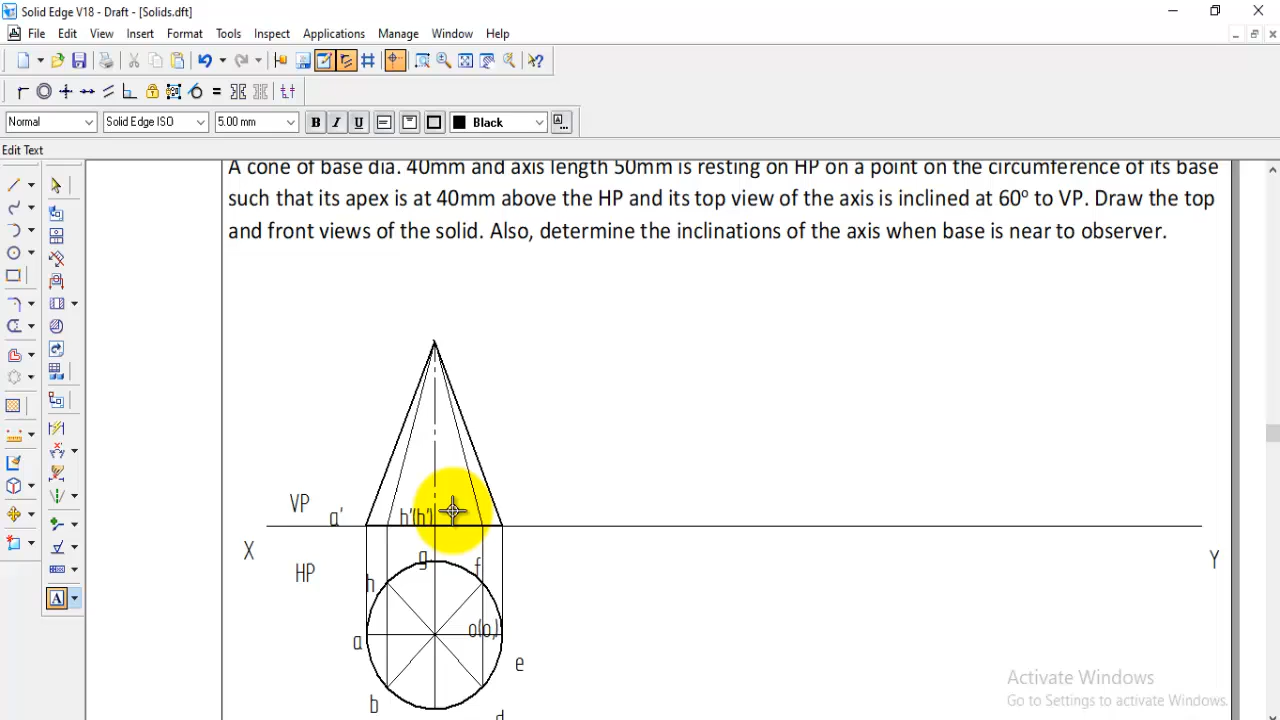 Solid Edge V18 - Draft - [Solids.dft]
File Edit View Insert Format Tools Inspect Applications Manage Window Help
Normal Solid Edge ISO 5.00 mm B I U Black
Edit Text
A cone of base dia. 40mm and axis length 50mm is resting on HP on a point on the circumference of its base
such that its apex is at 40mm above the HP and its top view of the axis is inclined at 60º to VP. Draw the top
and front views of the solid. Also, determine the inclinations of the axis when base is near to observer.
VP
a' b'(h')
X
HP
Y
g
f
h
o(o,)
a
e
b
d
A
Activate Windows
Go to Settings to activate Windows.